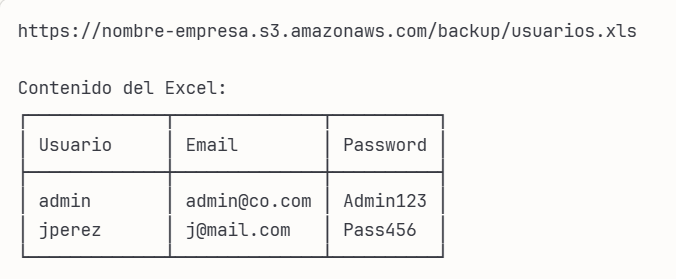 https://nombre-empresa.s3.amazonaws.com/backup/usuarios.xls
Contenido del Excel:
Usuario Email Password
admin admin@co.com Admin123
jperez j@mail.com Pass456